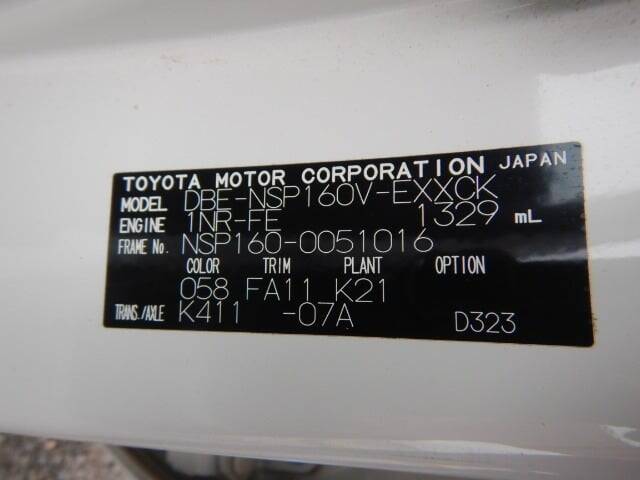 TOYOTA MOTOR CORPORATION JAPAN
MODEL DBE-NSP160V-EXXCK
ENGINE 1NR-FE 1329 mL
FRAME No. NSP160-0051016
COLOR TRIM PLANT OPTION
058 FA11 K21
TRANS./AXLE K411 -07A D323